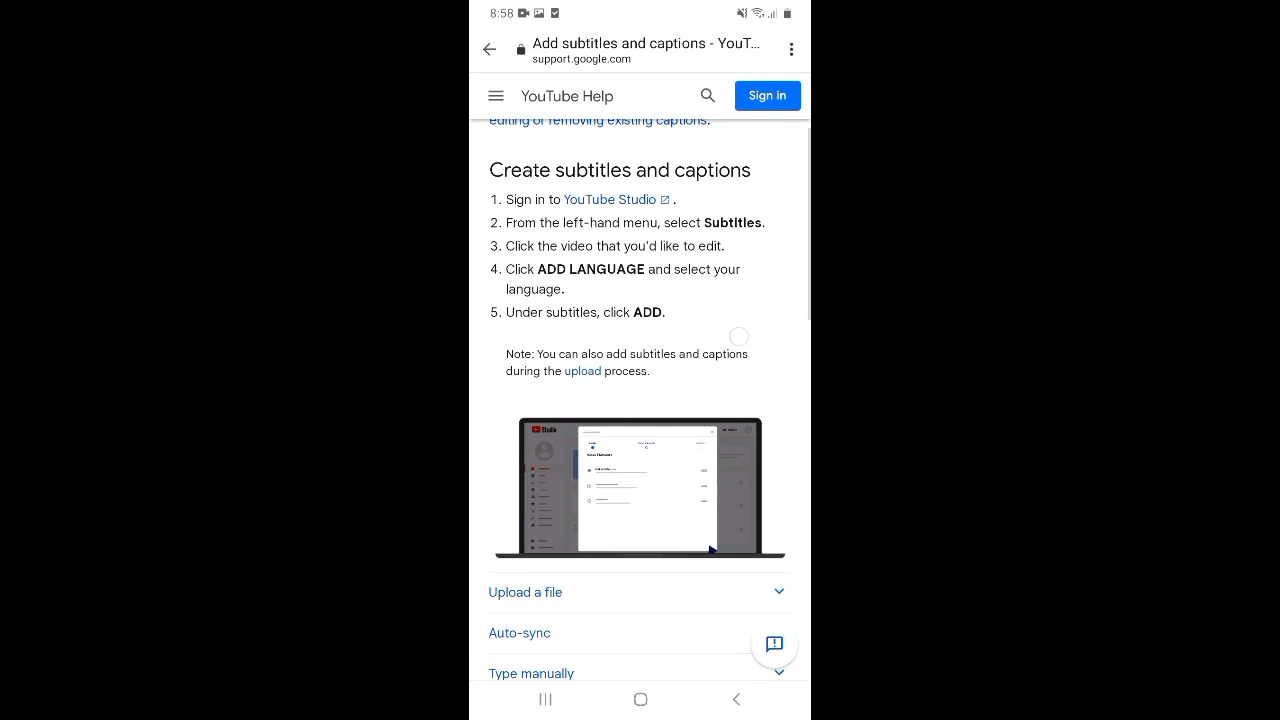 8:58
Add subtitles and captions - YouT...
support.google.com
YouTube Help
Sign in
editing or removing existing captions.
Create subtitles and captions
1. Sign in to YouTube Studio .
2. From the left-hand menu, select Subtitles.
3. Click the video that you'd like to edit.
4. Click ADD LANGUAGE and select your
language.
5. Under subtitles, click ADD.
Note: You can also add subtitles and captions
during the upload process.
Studio
Upload a file
Auto-sync
Type manually